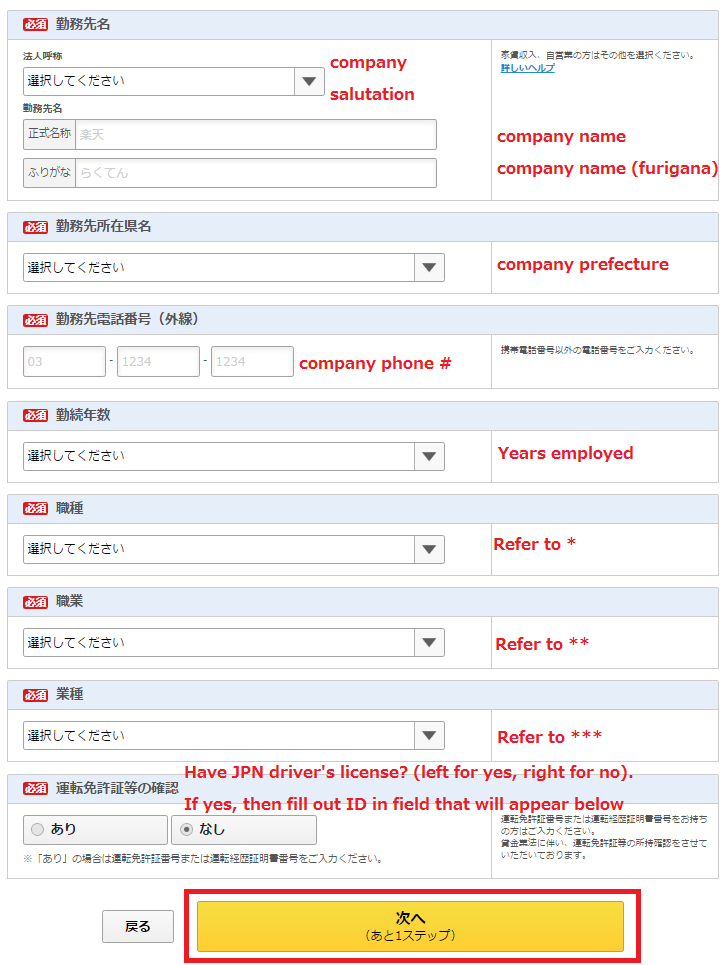 必須 勤務先名
法人呼称
選択してください
company
salutation
家賃収入、自営業の方はその他を選択ください。
詳しいヘルプ
勤務先名
正式名称 楽天
company name
ふりがな らくてん
company name (furigana)
必須 勤務先所在県名
選択してください
company prefecture
必須 勤務先電話番号（外線）
03 - 1234 - 1234
company phone #
携帯電話番号以外の電話番号をご入力ください。
必須 勤続年数
選択してください
Years employed
必須 職種
選択してください
Refer to *
必須 職業
選択してください
Refer to **
必須 業種
選択してください
Refer to ***
Have JPN driver's license? (left for yes, right for no).
必須 運転免許証等の確認
If yes, then fill out ID in field that will appear below
あり なし
※「あり」の場合は運転免許証番号または運転経歴証明書番号をご入力ください。
運転免許証番号または運転経歴証明書番号をお持ち
の方はご入力ください。
貸金業法に伴い、運転免許証等の所持確認をさせて
いただいております。
戻る
次へ
（あと1ステップ）